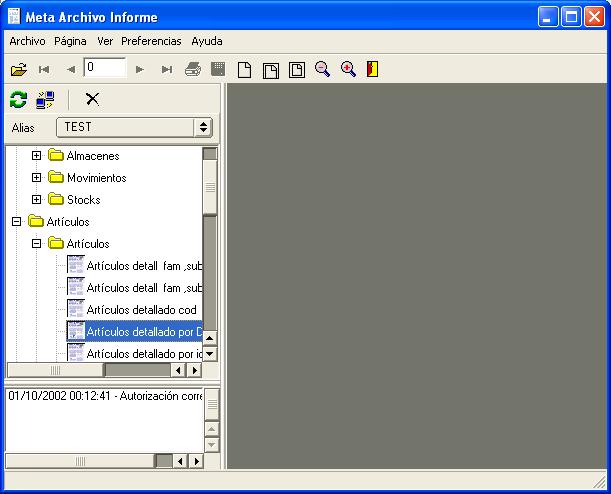 Meta Archivo Informe
Archivo Página Ver Preferencias Ayuda
0
Alias TEST
Almacenes
Movimientos
Stocks
Artículos
Artículos
Artículos detall fam ,sub
Artículos detall fam ,sub
Artículos detallado cod
Artículos detallado por D
Artículos detallado por
01/10/2002 00:12:41 - Autorización corre